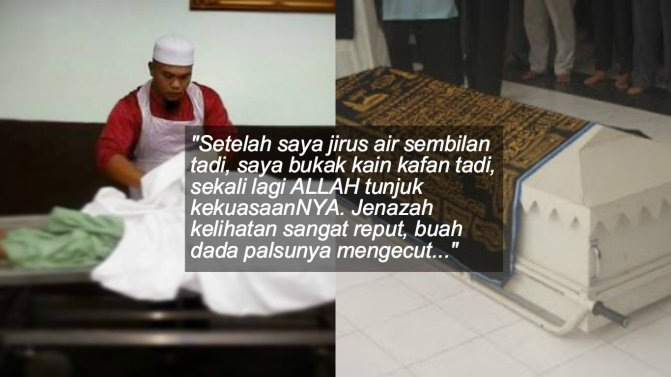 "Setelah saya jirus air sembilan
tadi, saya bukak kain kafan tadi,
sekali lagi ALLAH tunjuk
kekuasaanNYA. Jenazah
kelihatan sangat reput, buah
dada palsunya mengecut..."